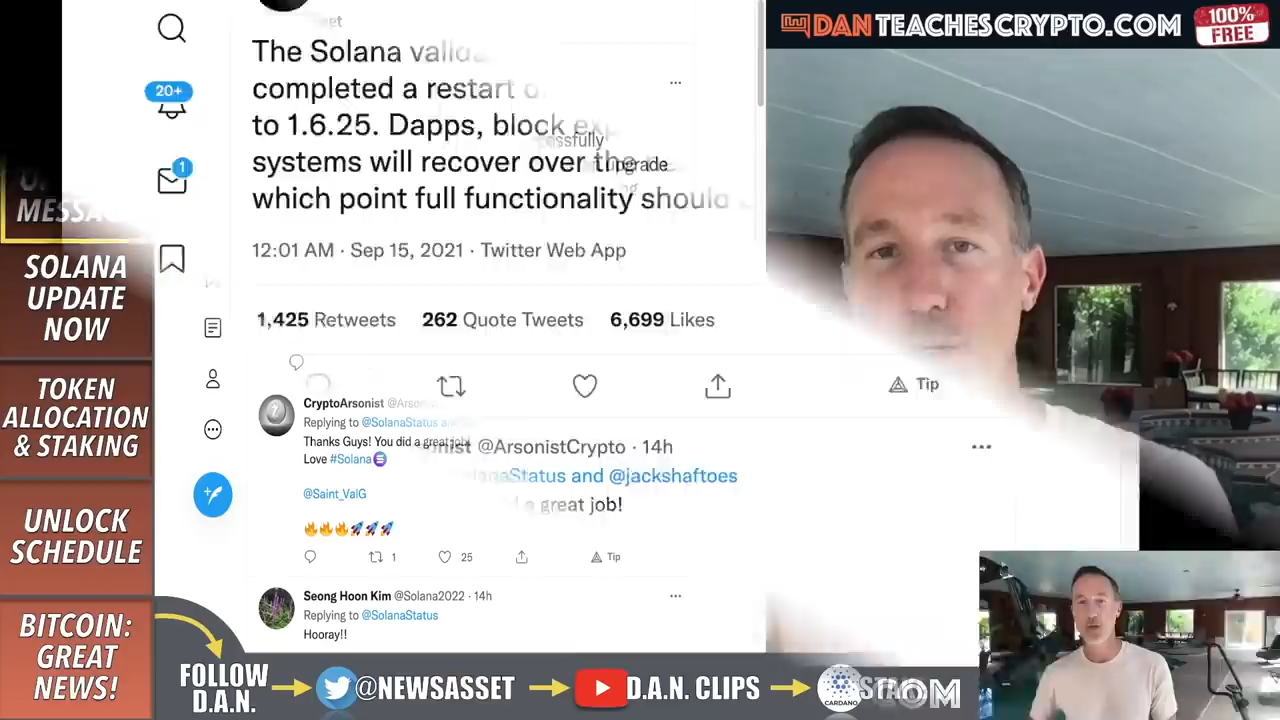 DANTEACHESCRYPTO.COM
100%
FREE
The Solana valida
completed a restart
to 1.6.25. Dapps, block
systems will recover over the
which point full functionality should
12:01 AM · Sep 15, 2021 · Twitter Web App
1,425 Retweets 262 Quote Tweets 6,699 Likes
Tip
CryptoArsonist
Replying to @SolanaStatus
Thanks Guys! You did a great job!
Love #Solana
@Saint_ValG
🔥🔥🔥🚀🚀🚀
1 25 Tip
@ArsonistCrypto · 14h
and @jackshaftoes
great job!
Seong Hoon Kim @Solana2022 · 14h
Replying to @SolanaStatus
Hooray!!
20+
1
SOLANA
UPDATE
NOW
TOKEN
ALLOCATION
& STAKING
UNLOCK
SCHEDULE
BITCOIN:
GREAT
NEWS!
FOLLOW
D.A.N.
@NEWSASSET
D.A.N. CLIPS
CARDANO